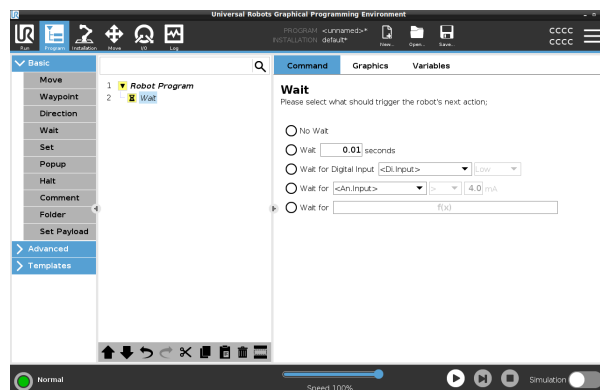 Universal Robots Graphical Programming Environment
UR
Run
Program
Installation
Move
I/O
Log
PROGRAM <unnamed>*
INSTALLATION default*
New...
Open...
Save...
CCCC
CCCC
Basic
Move
Waypoint
Direction
Wait
Set
Popup
Halt
Comment
Folder
Set Payload
Advanced
Templates
1 Robot Program
2 Wait
Command Graphics Variables
Wait
Please select what should trigger the robot's next action;
No Wait
Wait 0.01 seconds
Wait for Digital Input <Di.Input> Low
Wait for <An.Input> > 4.0 mA
Wait for f(x)
Normal
Speed 100%
Simulation